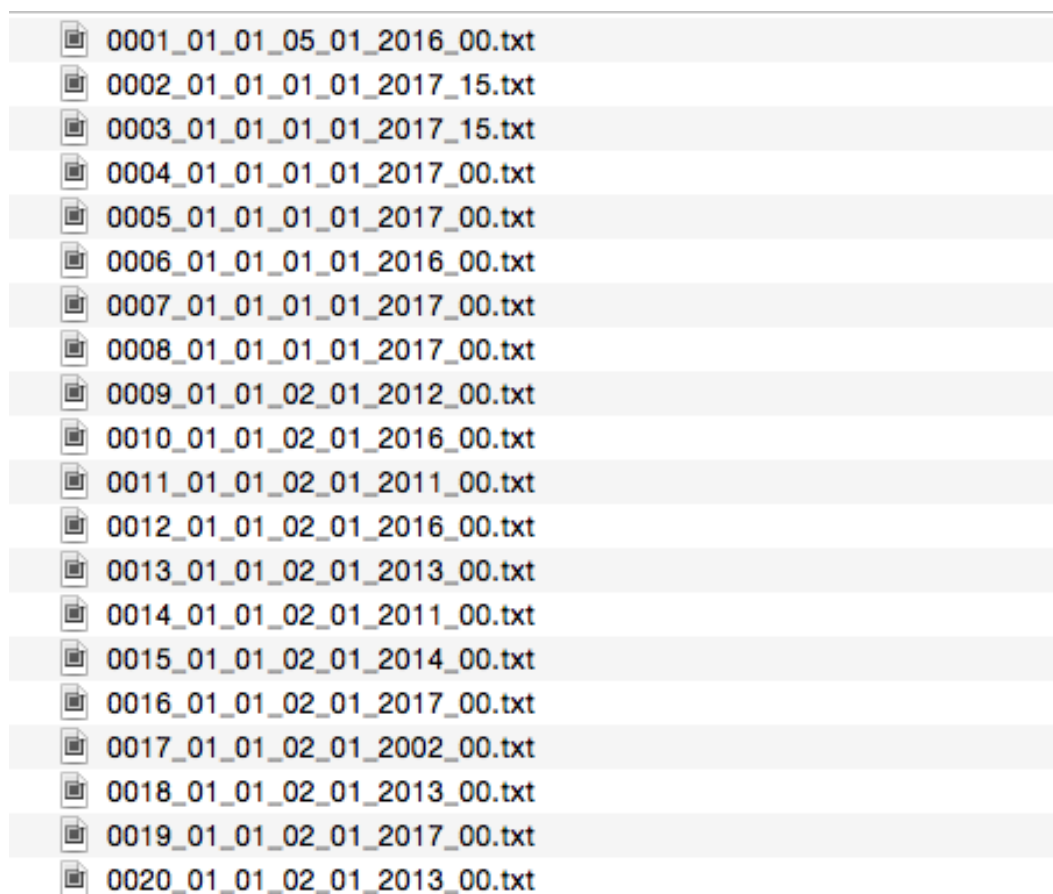 0001_01_01_05_01_2016_00.txt
0002_01_01_01_01_2017_15.txt
0003_01_01_01_01_2017_15.txt
0004_01_01_01_01_2017_00.txt
0005_01_01_01_01_2017_00.txt
0006_01_01_01_01_2016_00.txt
0007_01_01_01_01_2017_00.txt
0008_01_01_01_01_2017_00.txt
0009_01_01_02_01_2012_00.txt
0010_01_01_02_01_2016_00.txt
0011_01_01_02_01_2011_00.txt
0012_01_01_02_01_2016_00.txt
0013_01_01_02_01_2013_00.txt
0014_01_01_02_01_2011_00.txt
0015_01_01_02_01_2014_00.txt
0016_01_01_02_01_2017_00.txt
0017_01_01_02_01_2002_00.txt
0018_01_01_02_01_2013_00.txt
0019_01_01_02_01_2017_00.txt
0020_01_01_02_01_2013_00.txt